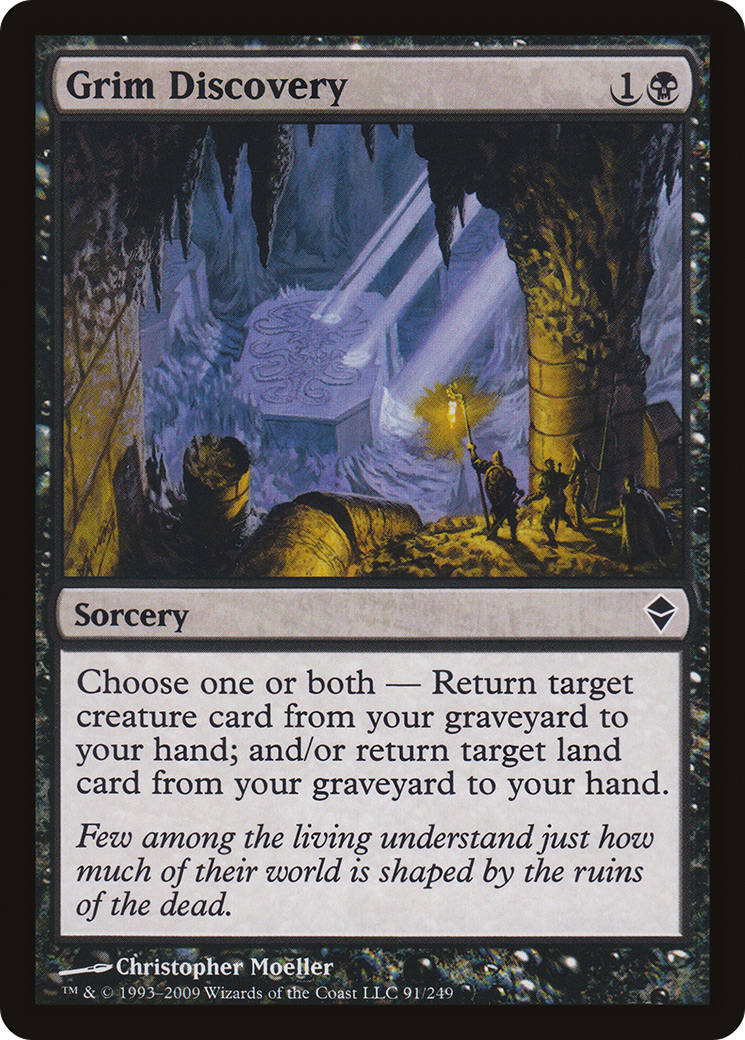 Grim Discovery 1
Sorcery
Choose one or both — Return target
creature card from your graveyard to
your hand; and/or return target land
card from your graveyard to your hand.
Few among the living understand just how
much of their world is shaped by the ruins
of the dead.
Christopher Moeller
™ & © 1993–2009 Wizards of the Coast LLC 91/249